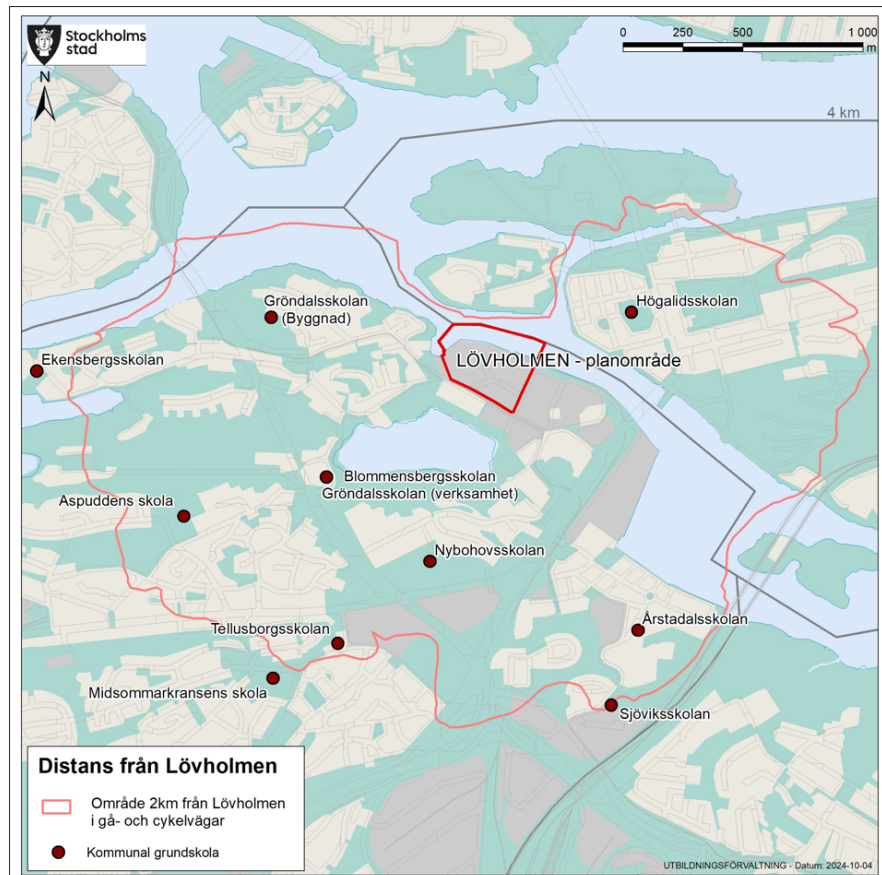 Stockholms
stad
N
0 250 500 1 000
m
4 km
Gröndalsskolan
(Byggnad)
Högalidsskolan
Ekensbergsskolan
LÖVHOLMEN - planområde
Blommensbergsskolan
Gröndalsskolan (verksamhet)
Aspuddens skola
Nybohovsskolan
Tellusborgsskolan
Årstadalsskolan
Midsommarkransens skola
Sjöviksskolan
Distans från Lövholmen
Område 2km från Lövholmen
i gå- och cykelvägar
Kommunal grundskola
UTBILDNINGSFÖRVALTNING - Datum: 2024-10-04